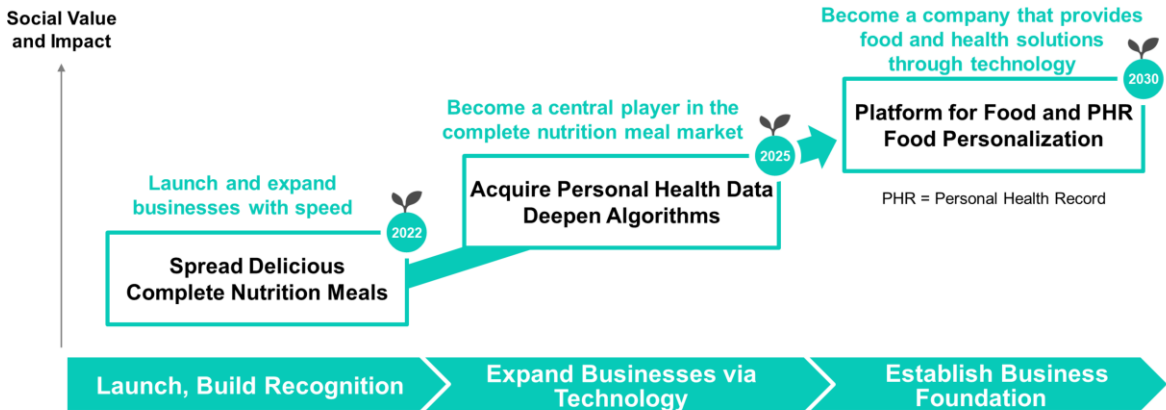 Social Value
and Impact
Launch and expand
businesses with speed
2022
Spread Delicious
Complete Nutrition Meals
Become a central player in the
complete nutrition meal market
2025
Acquire Personal Health Data
Deepen Algorithms
Become a company that provides
food and health solutions
through technology
2030
Platform for Food and PHR
Food Personalization
PHR = Personal Health Record
Launch, Build Recognition
Expand Businesses via
Technology
Establish Business
Foundation